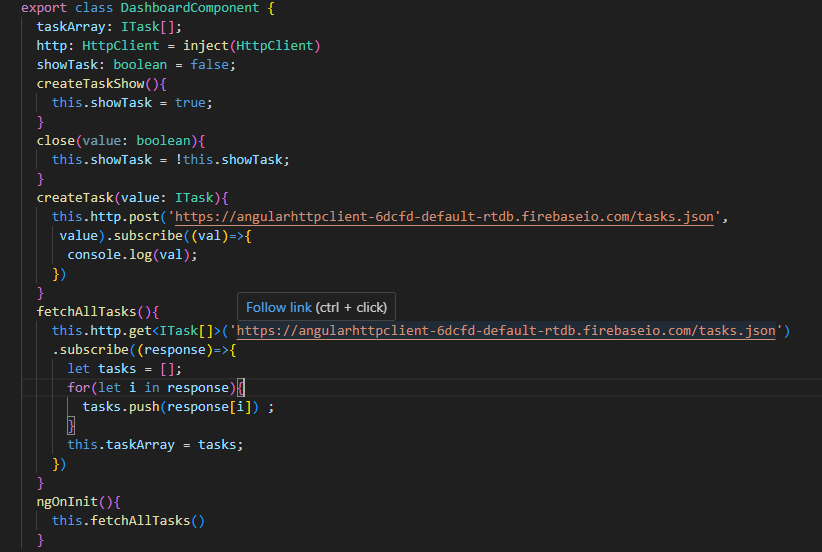 export class DashboardComponent {
  taskArray: ITask[];
  http: HttpClient = inject(HttpClient)
  showTask: boolean = false;
  createTaskShow(){
    this.showTask = true;
  }
  close(value: boolean){
    this.showTask = !this.showTask;
  }
  createTask(value: ITask){
    this.http.post('https://angularhttpclient-6dcfd-default-rtdb.firebaseio.com/tasks.json',
     value).subscribe((val)=>{
      console.log(val);
    })
  }
Follow link (ctrl + click)
  fetchAllTasks(){
    this.http.get<ITask[]>('https://angularhttpclient-6dcfd-default-rtdb.firebaseio.com/tasks.json')
    .subscribe((response)=>{
      let tasks = [];
      for(let i in response){
        tasks.push(response[i]) ;
      }
      this.taskArray = tasks;
    })
  }
  ngOnInit(){
    this.fetchAllTasks()
  }